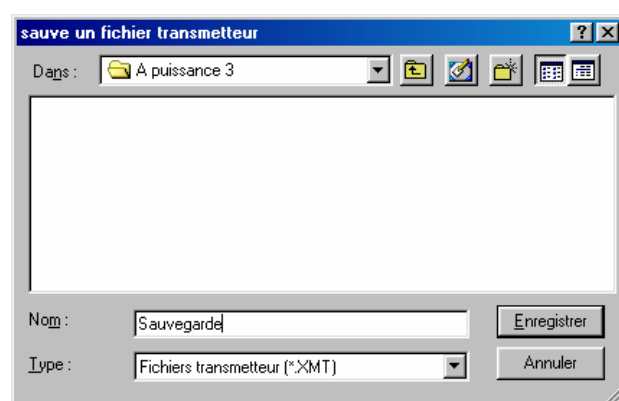 sauve un fichier transmetteur
Dans : A puissance 3
Nom : Sauvegarde Enregistrer
Type : Fichiers transmetteur (*.XMT) Annuler